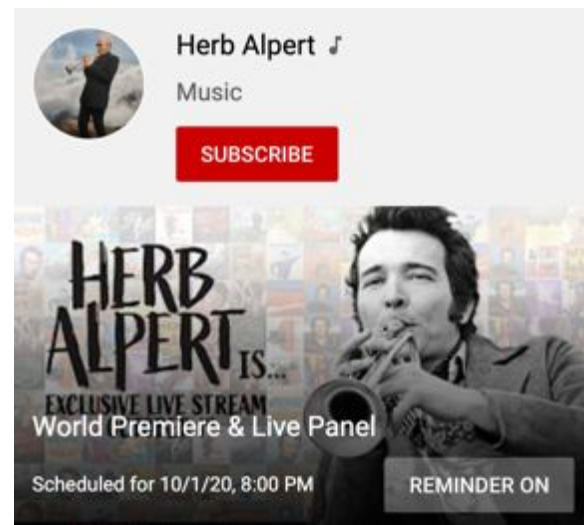 Herb Alpert ♪
Music
SUBSCRIBE
HERB
ALPERT IS...
EXCLUSIVE LIVE STREAM
World Premiere & Live Panel
Scheduled for 10/1/20, 8:00 PM
REMINDER ON